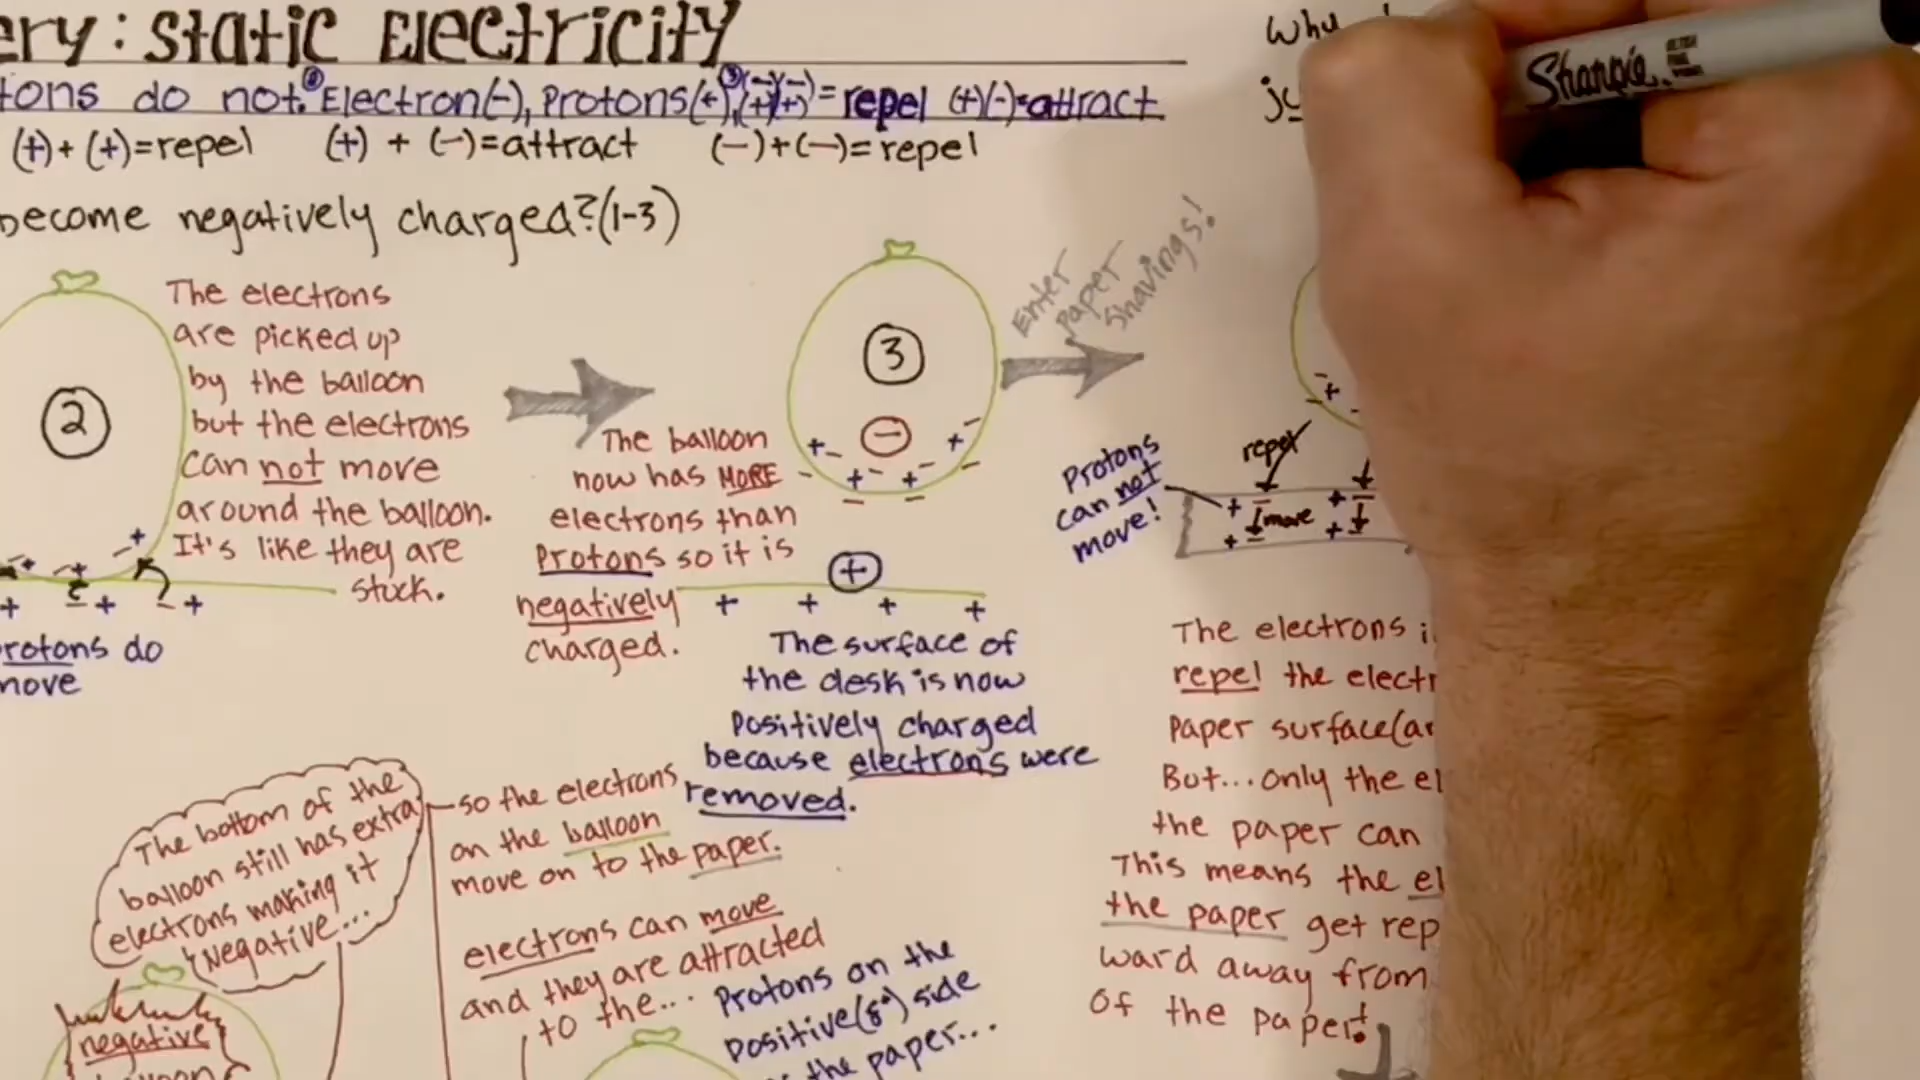 ery: Static Electricity
tons do not. ② Electron(-), Protons(+), ③ (-)(-) (+)(+) = repel (+)(-)=attract
(+)+(+)=repel (+) + (-)=attract (-)+(-)=repel
become negatively charged? (1-3)
The electrons
are picked up
by the balloon
but the electrons
can not move
around the balloon.
It's like they are
stuck.
2
rotons do
move
The balloon
now has MORE
electrons than
Protons so it is
negatively
charged.
3
-
+
The surface of
the desk is now
Positively charged
because electrons were
removed.
Enter
paper
shavings!
Why
Sharpie.
Protons
can not
move!
repel
move
The electrons i
repel the electr
Paper surface(ar
But...only the el
the paper can
This means the el
the paper get rep
ward away from
of the paper!
The bottom of the
balloon still has extra
electrons making it
Negative...
negative
so the electrons
on the balloon
move on to the paper.
electrons can move
and they are attracted
to the...
Protons on the
Positive(δ+) side
the paper...